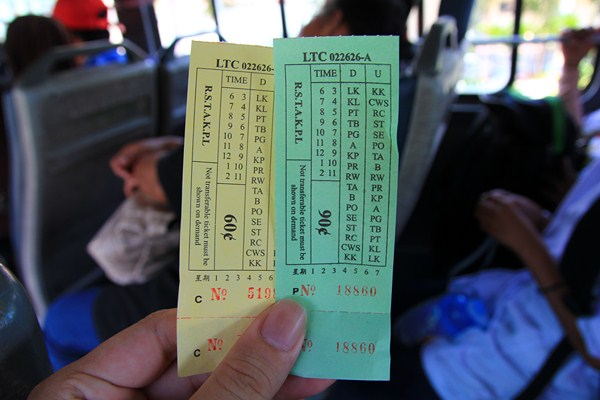 LTC 022626-
TIME D
R.S.T.A.K.P.L
6 3
7 4
8 5
9 6
10 7
11 8
12 9
1 10
2 11
LK
KL
PT
TB
PG
A
KP
PR
RW
TA
BP
PO
SE
ST
RC
CWS
KK
Not transferable ticket must be
shown on demand
60¢
星期 1 2 3 4 5
C № 519
C №
LTC 022626-A
TIME D U
R.S.T.A.K.P.L
6 3
7 4
8 5
9 6
10 7
11 8
12 9
1 10
2 11
LK KK
KL CWS
PT RC
TB ST
PG SE
A PO
KP TA
PR B
RW PR
TA RW
B KP
PO A
SE PG
ST TB
RC PT
CWS KL
KK LK
Not transferable ticket must be
shown on demand
90¢
星期 1 2 3 4 5 6 7
P № 18860
18860